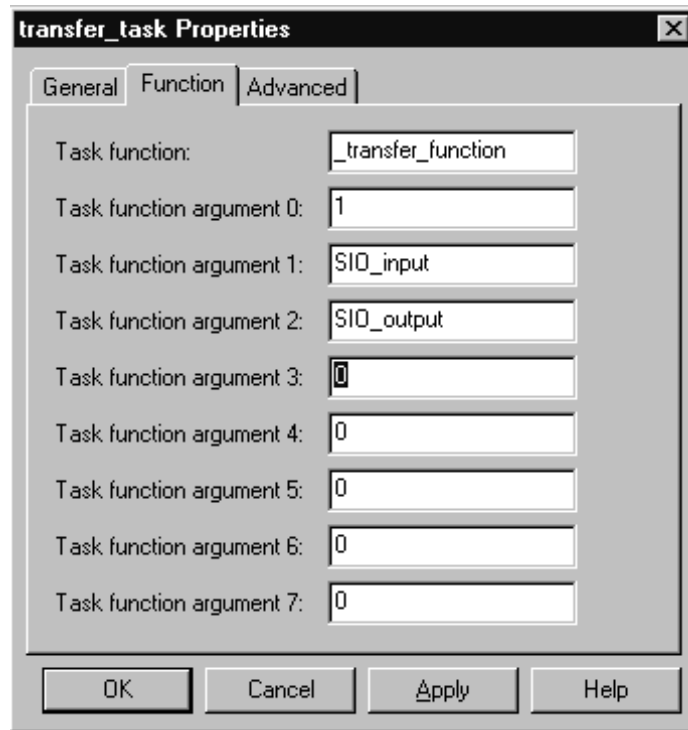 transfer_task Properties
General Function Advanced
Task function: _transfer_function
Task function argument 0: 1
Task function argument 1: SIO_input
Task function argument 2: SIO_output
Task function argument 3: 0
Task function argument 4: 0
Task function argument 5: 0
Task function argument 6: 0
Task function argument 7: 0
OK Cancel Apply Help